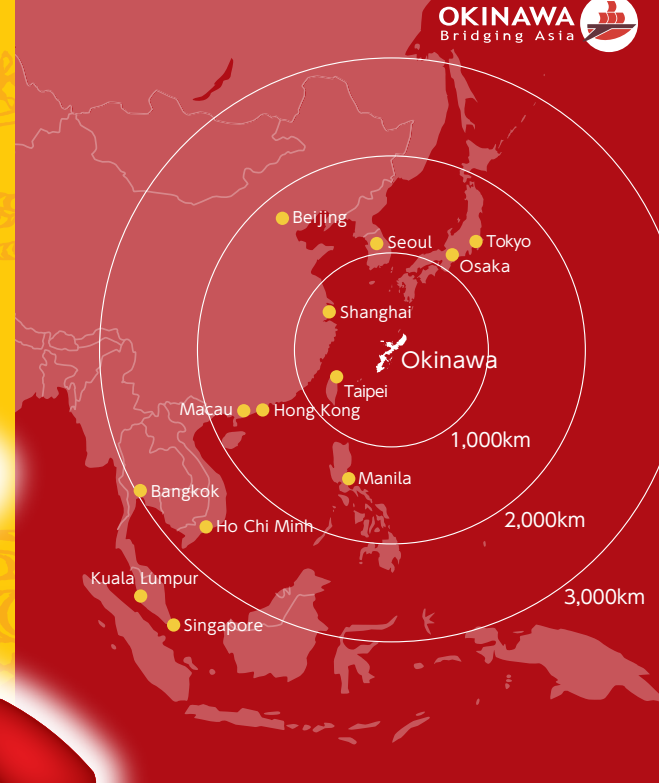 OKINAWA
Bridging Asia
Beijing
Seoul
Tokyo
Osaka
Shanghai
Okinawa
Taipei
Macau
Hong Kong
1,000km
Manila
Bangkok
2,000km
Ho Chi Minh
Kuala Lumpur
3,000km
Singapore